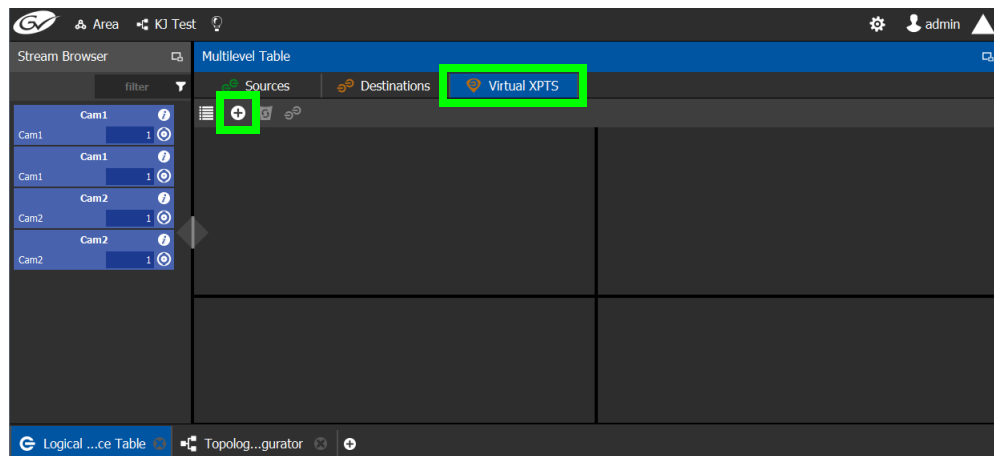 GV Area KJ Test admin
Stream Browser
Multilevel Table
filter
Sources Destinations Virtual XPTS
Cam1
Cam1 1
Cam1
Cam1 1
Cam2
Cam2 1
Cam2
Cam2 1
Logical ...ce Table Topolog...gurator